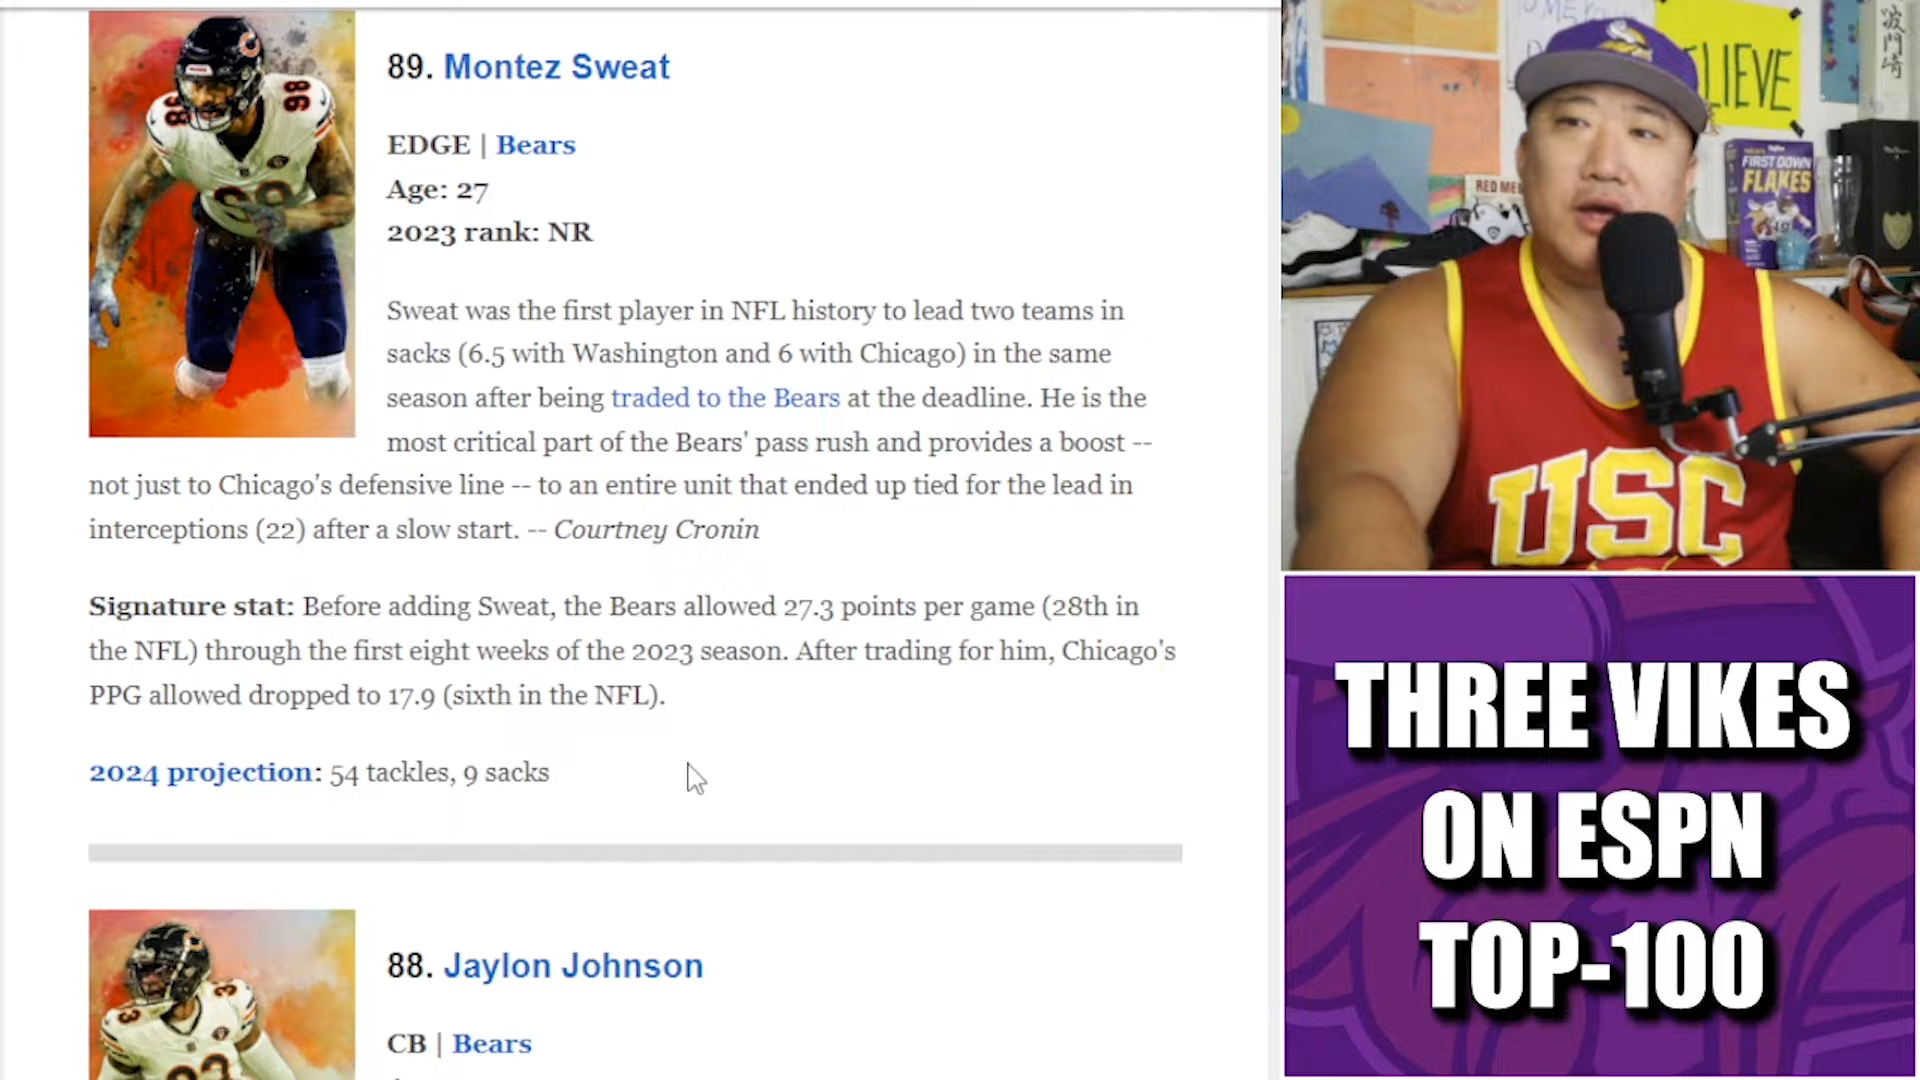 89. Montez Sweat
EDGE | Bears
Age: 27
2023 rank: NR
Sweat was the first player in NFL history to lead two teams in
sacks (6.5 with Washington and 6 with Chicago) in the same
season after being traded to the Bears at the deadline. He is the
most critical part of the Bears' pass rush and provides a boost --
not just to Chicago's defensive line -- to an entire unit that ended up tied for the lead in
interceptions (22) after a slow start. -- Courtney Cronin
Signature stat: Before adding Sweat, the Bears allowed 27.3 points per game (28th in
the NFL) through the first eight weeks of the 2023 season. After trading for him, Chicago's
PPG allowed dropped to 17.9 (sixth in the NFL).
2024 projection: 54 tackles, 9 sacks
88. Jaylon Johnson
CB | Bears
98
98
98
33
LIEVE
RED
FIRST DOWN
FLAKES
USC
THREE VIKES
ON ESPN
TOP-100